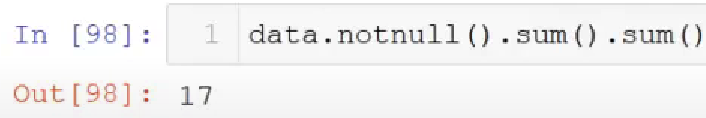 In [98]: 1 data.notnull().sum().sum()
Out[98]: 17